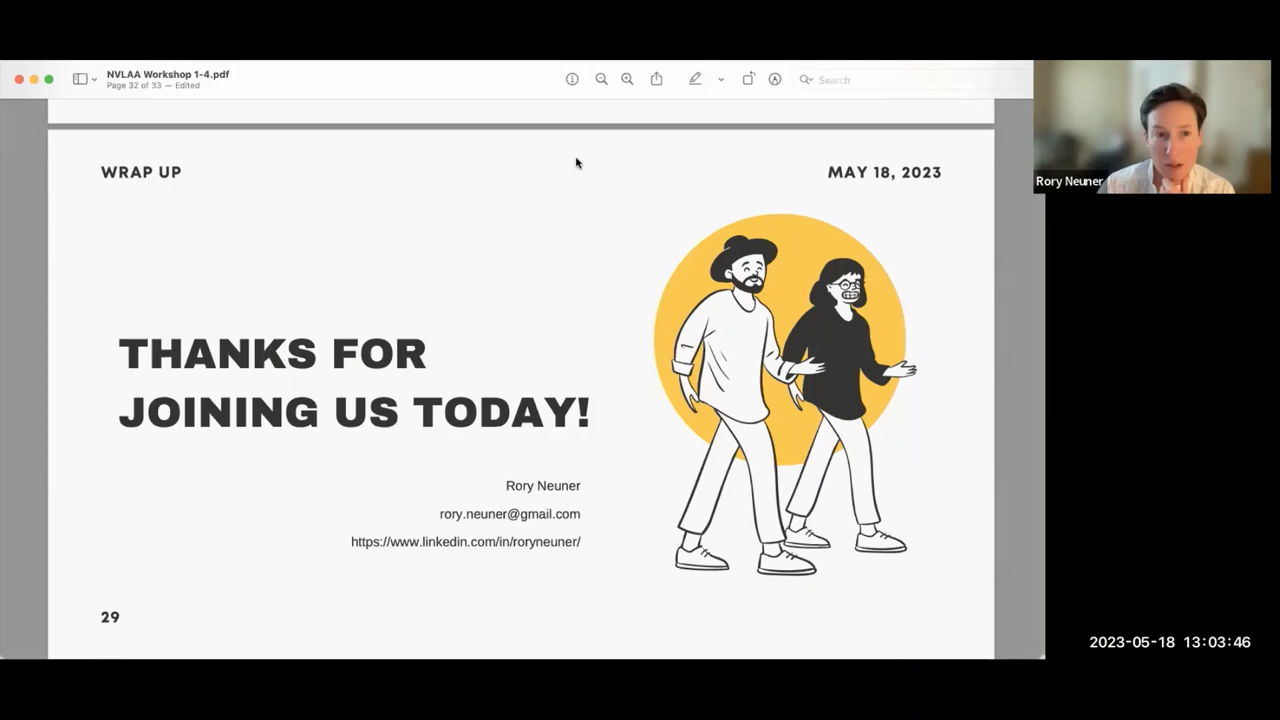 NVLAA Workshop 1-4.pdf
Page 32 of 33 — Edited
Search
Rory Neuner
WRAP UP
MAY 18, 2023
THANKS FOR
JOINING US TODAY!
Rory Neuner
rory.neuner@gmail.com
https://www.linkedin.com/in/roryneuner/
29
2023-05-18 13:03:46